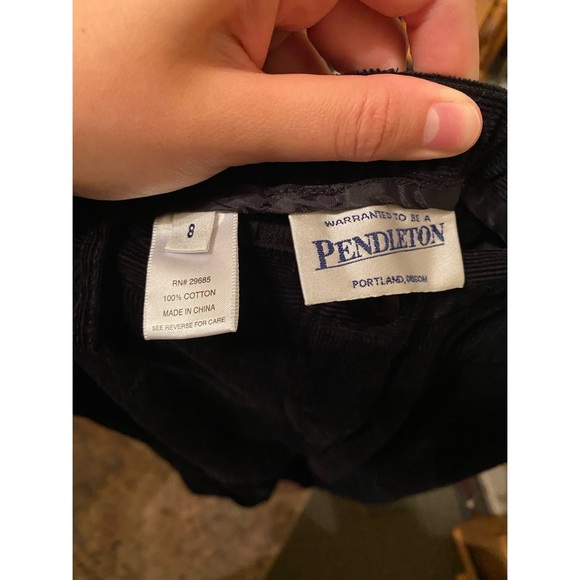 8
RN# 29685
100% COTTON
MADE IN CHINA
SEE REVERSE FOR CARE
WARRANTED TO BE A
PENDLETON
PORTLAND, OREGON